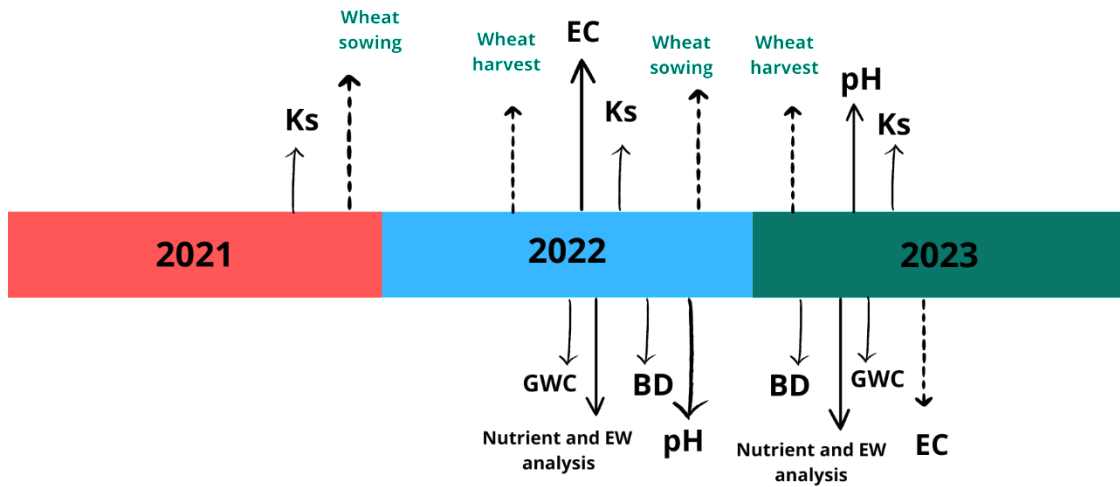 Wheat
sowing
Ks
Wheat
harvest
EC
Ks
Wheat
sowing
Wheat
harvest
pH
Ks
2021
2022
2023
GWC
Nutrient and EW
analysis
BD
pH
BD
Nutrient and EW
analysis
GWC
EC